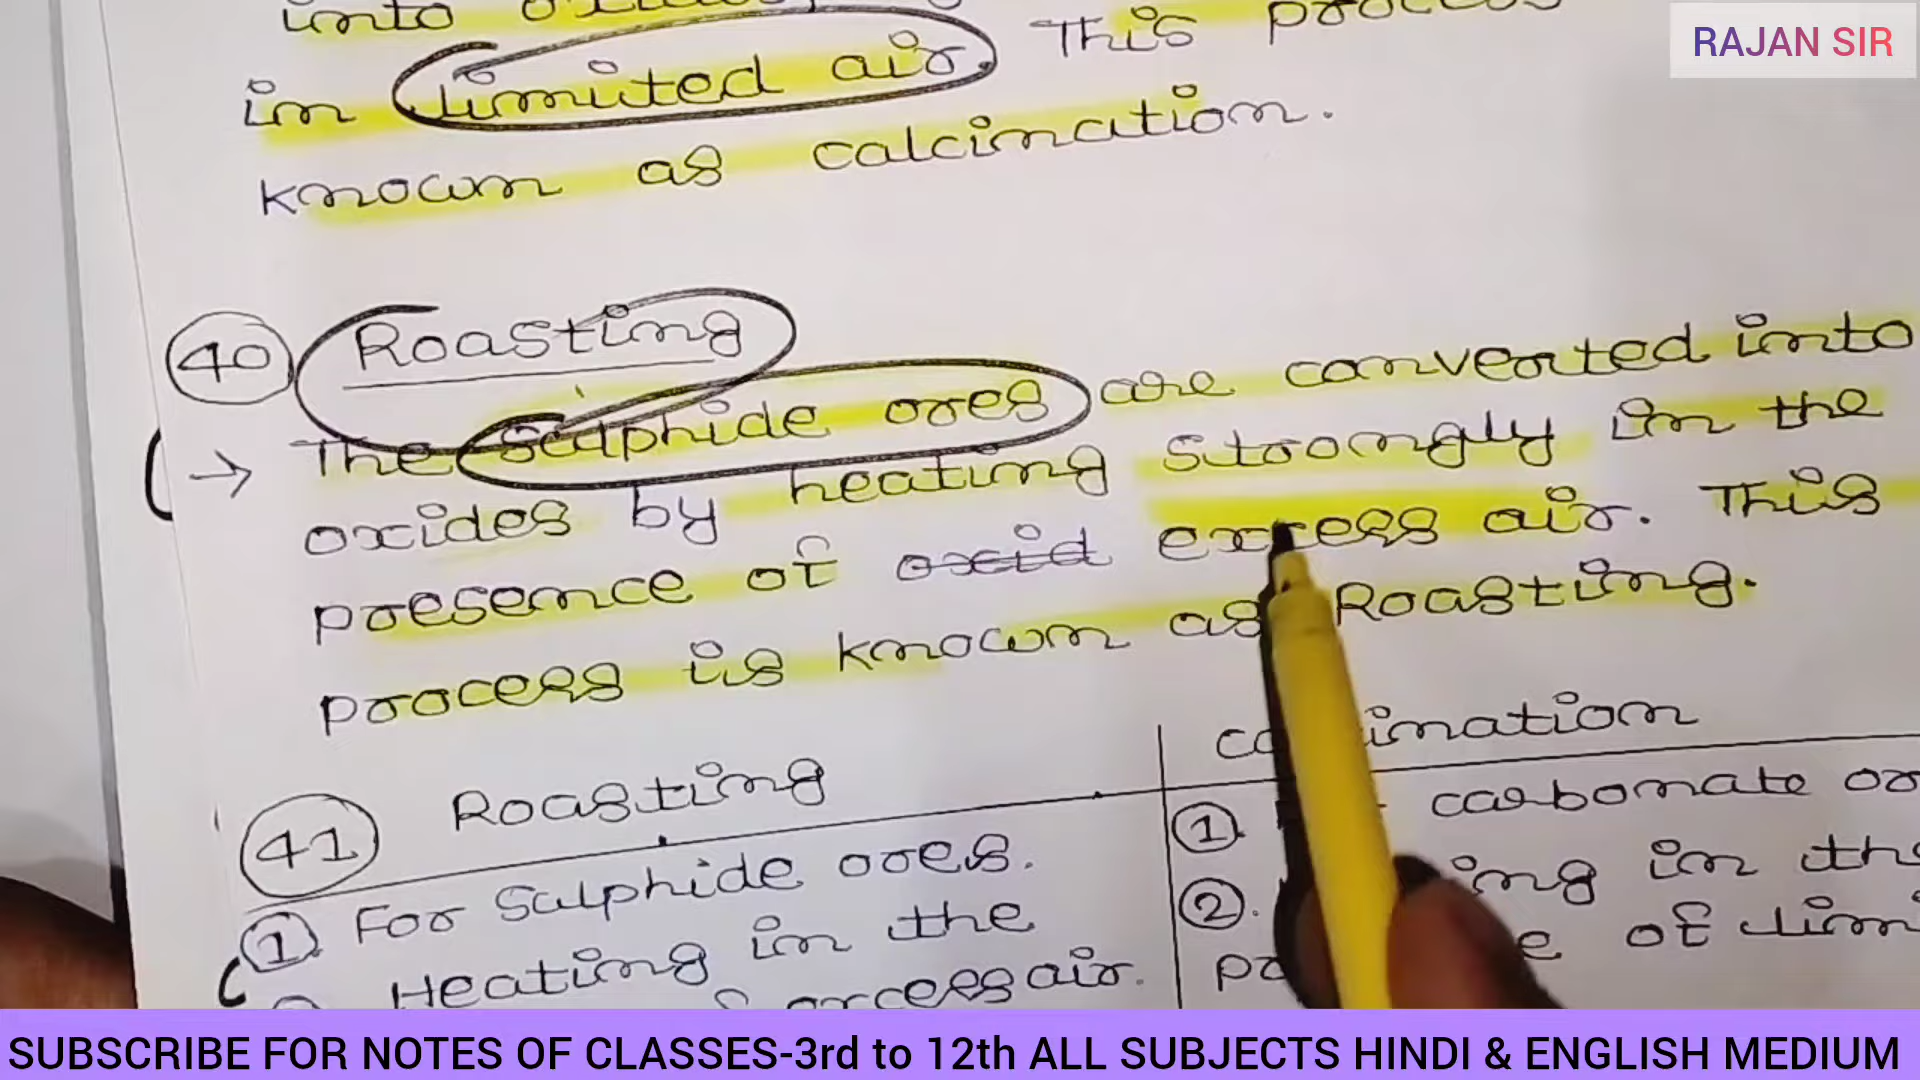 into
RAJAN SIR
in limited air. This process
known as calcination.
40 Roasting
→ The Sulphide ores are converted into
oxides by heating strongly in the
presence of oxid excess air. This
process is known as Roasting.
41 Roasting calcination
1. For Sulphide ores. 1. carbonate or
Heating in the 2. ing in the
excess air. of limi
SUBSCRIBE FOR NOTES OF CLASSES-3rd to 12th ALL SUBJECTS HINDI & ENGLISH MEDIUM